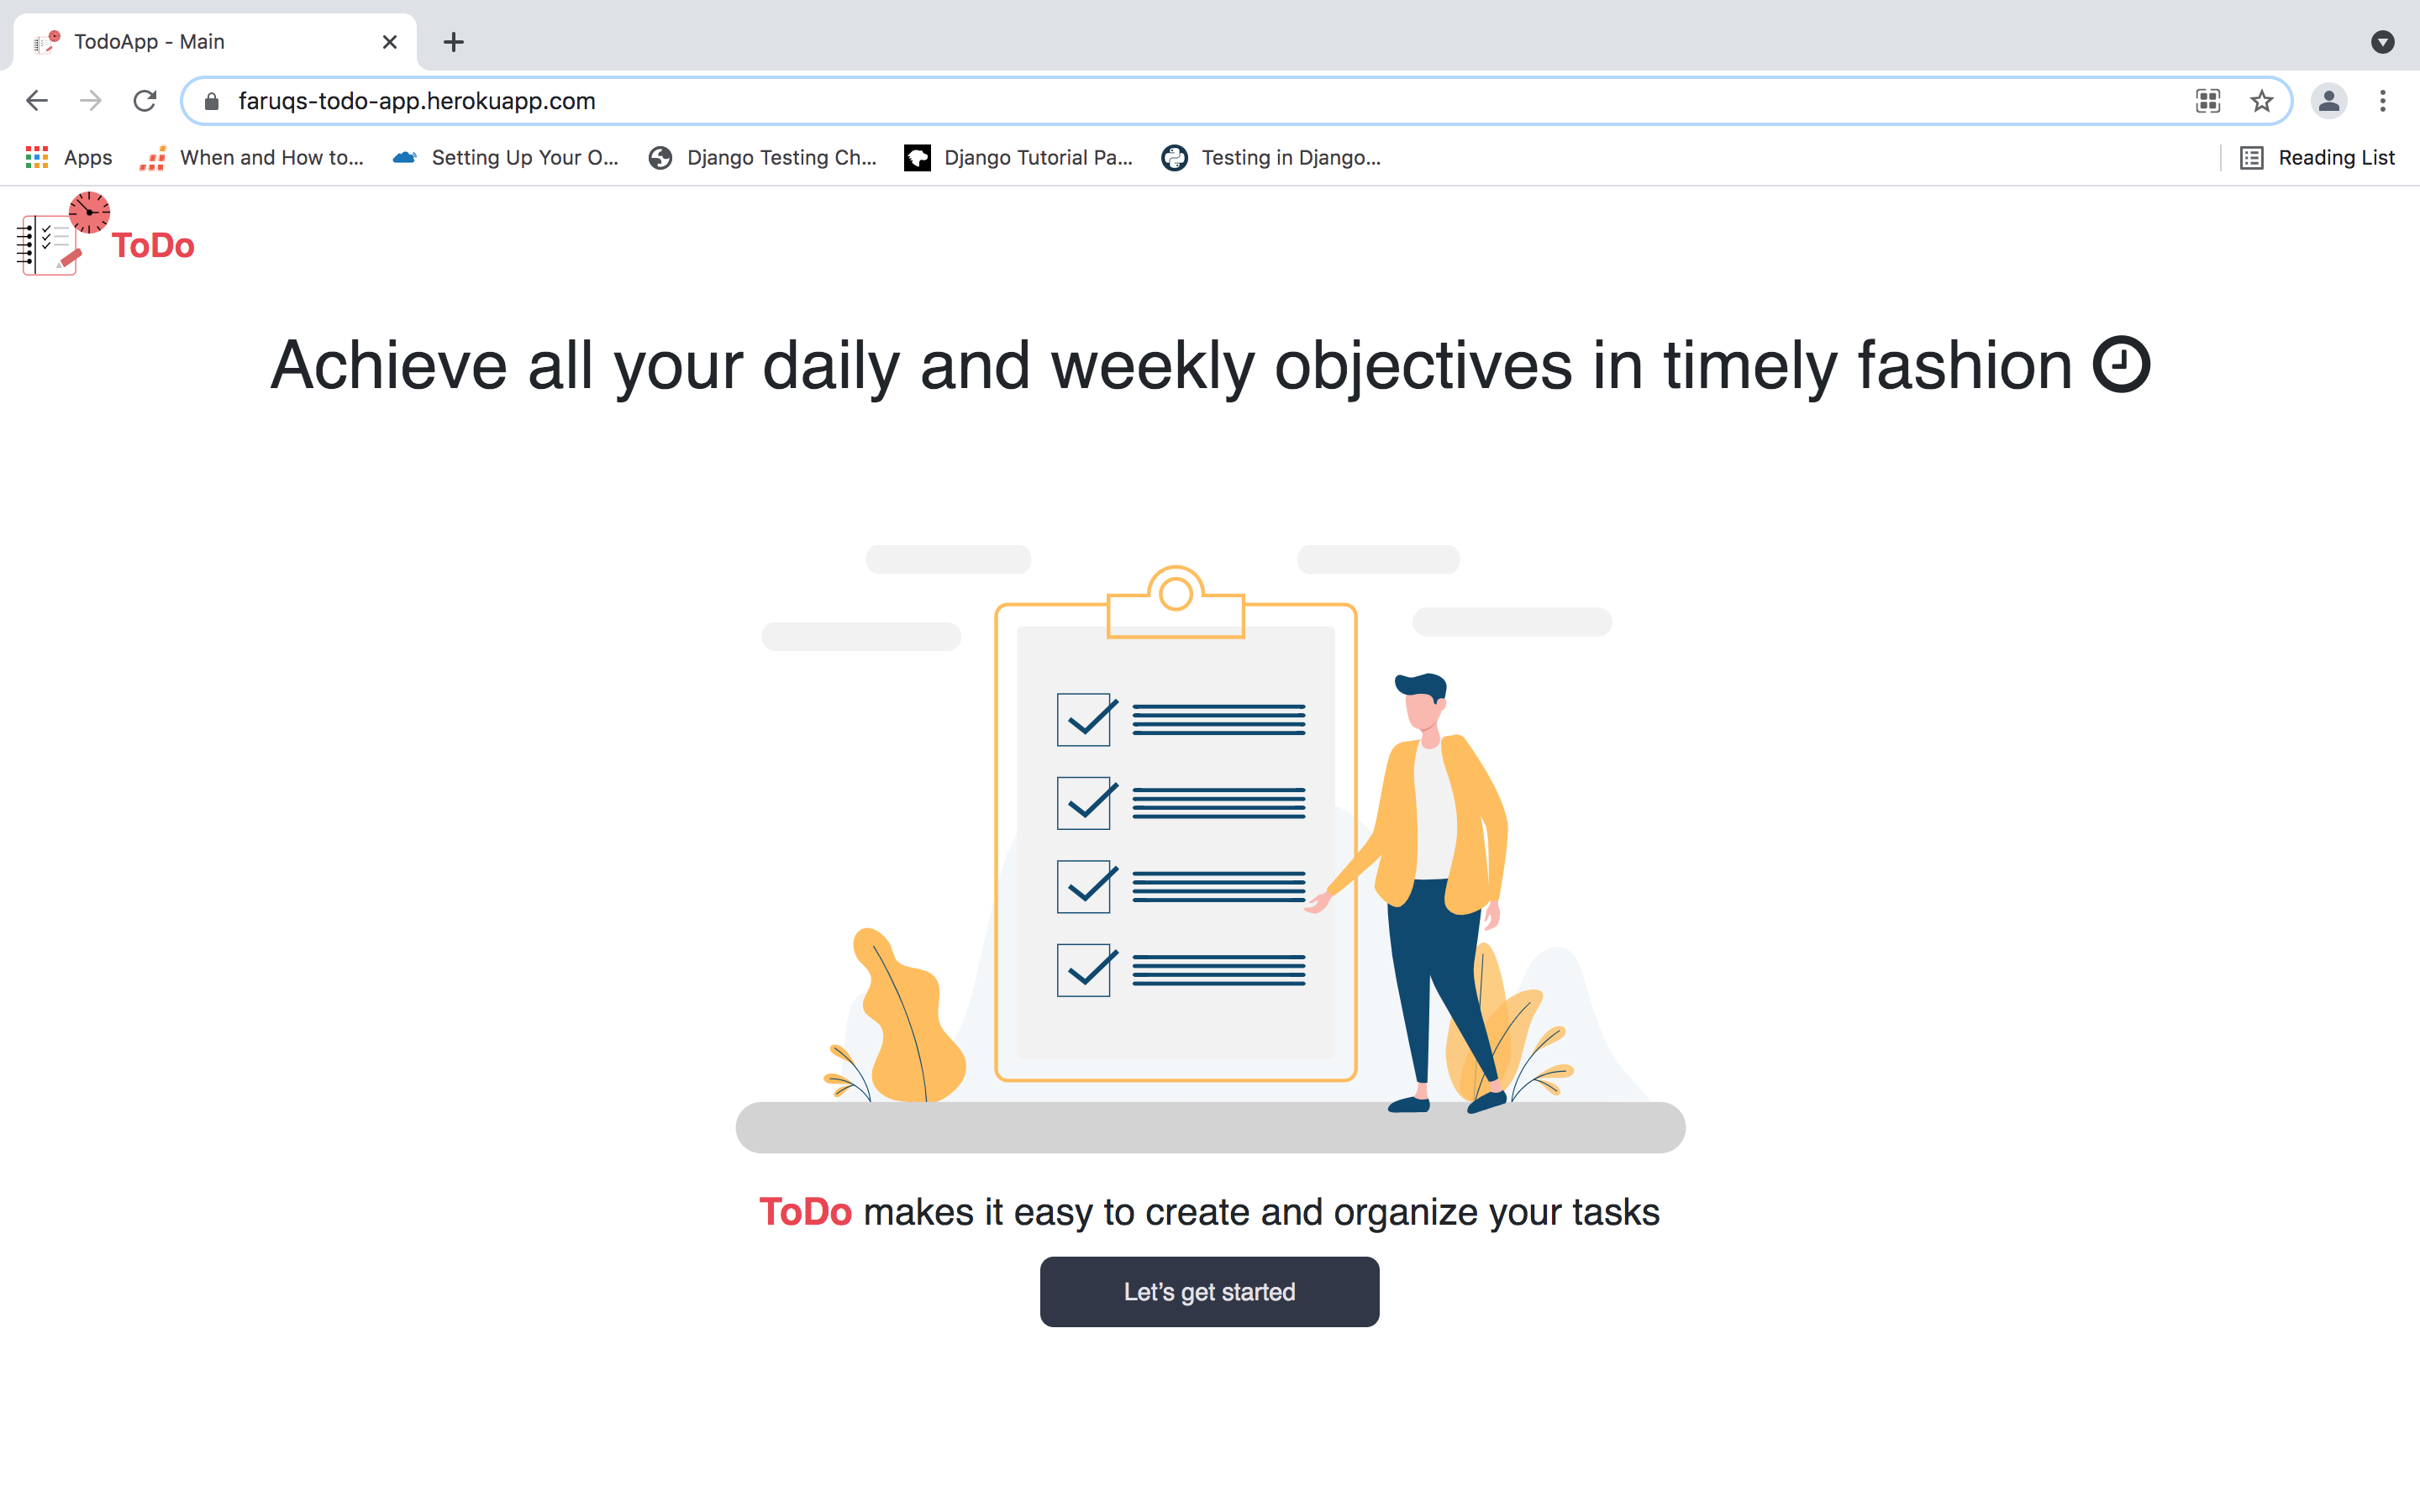 TodoApp - Main
faruqs-todo-app.herokuapp.com
Apps When and How to... Setting Up Your O... Django Testing Ch... Django Tutorial Pa... Testing in Django... Reading List
ToDo
Achieve all your daily and weekly objectives in timely fashion
ToDo makes it easy to create and organize your tasks
Let's get started